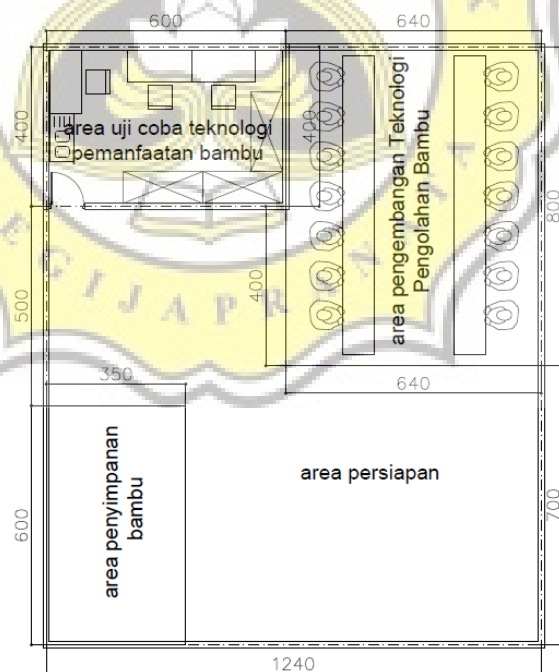 600
640
400
area uji coba teknologi
pemanfaatan bambu
400
area pengembangan Teknologi
Pengolahan Bambu
800
400
500
GIJAPR
350
640
area penyimpanan
bambu
area persiapan
600
700
1240